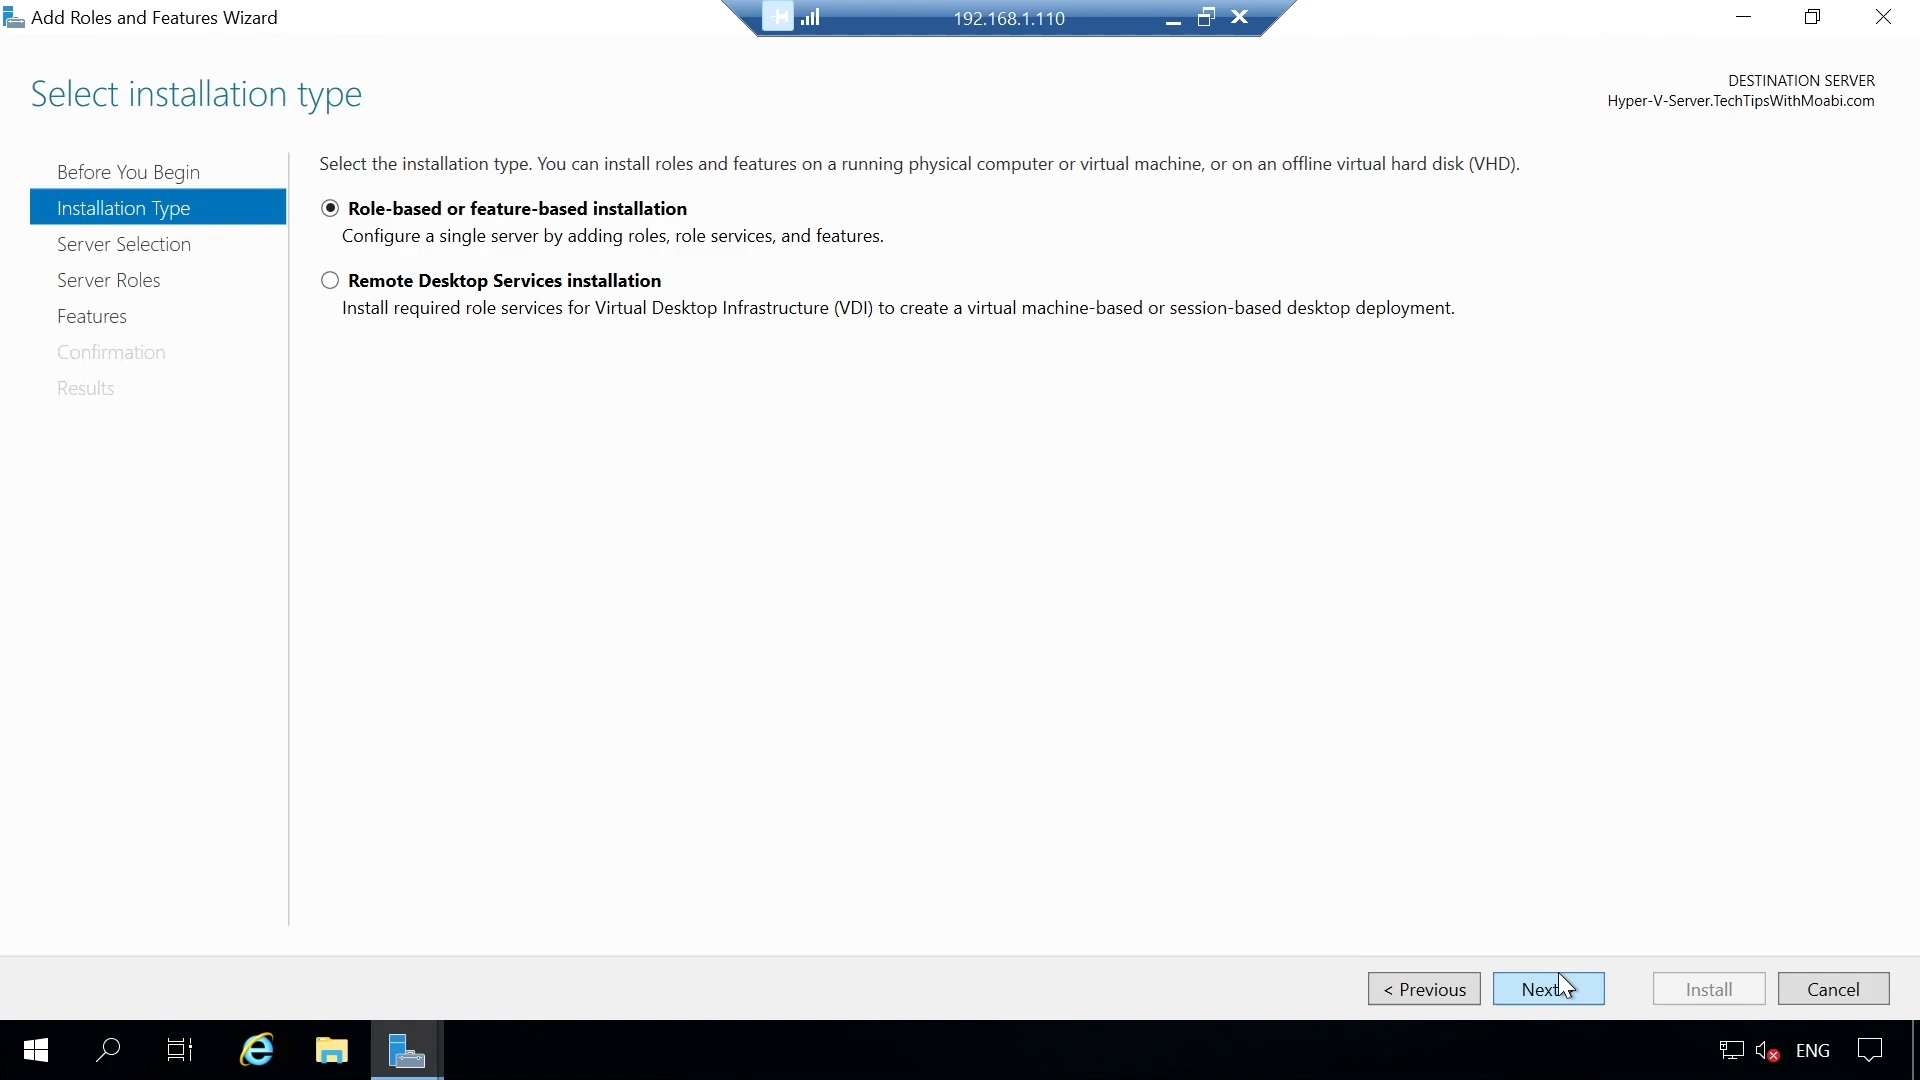 Add Roles and Features Wizard
192.168.1.110
Select installation type
DESTINATION SERVER
Hyper-V-Server.TechTipsWithMoabi.com
Before You Begin
Installation Type
Server Selection
Server Roles
Features
Confirmation
Results
Select the installation type. You can install roles and features on a running physical computer or virtual machine, or on an offline virtual hard disk (VHD).
Role-based or feature-based installation
Configure a single server by adding roles, role services, and features.
Remote Desktop Services installation
Install required role services for Virtual Desktop Infrastructure (VDI) to create a virtual machine-based or session-based desktop deployment.
< Previous
Next
Install
Cancel
ENG